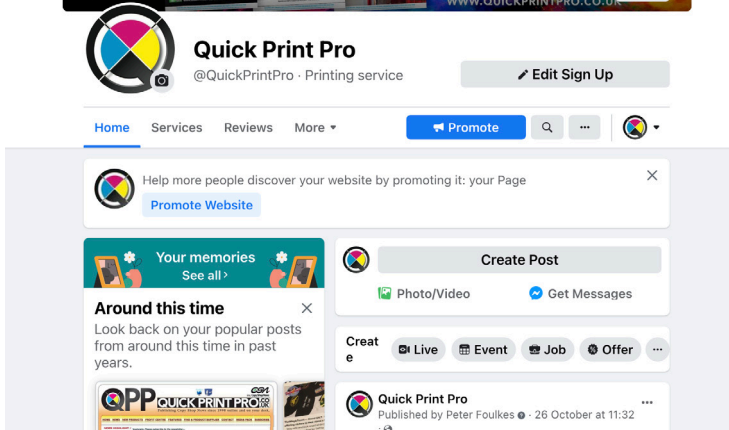 WWW.QUICKPRINTPRO.CO.UK
Quick Print Pro
@QuickPrintPro · Printing service
Edit Sign Up
Home Services Reviews More
Promote
Help more people discover your website by promoting it: your Page
Promote Website
Your memories
See all ›
Around this time
Look back on your popular posts
from around this time in past
years.
QPP QUICK PRINT PRO
Create Post
Photo/Video Get Messages
Creat
e
Live Event Job Offer ...
Quick Print Pro ...
Published by Peter Foulkes · 26 October at 11:32
·